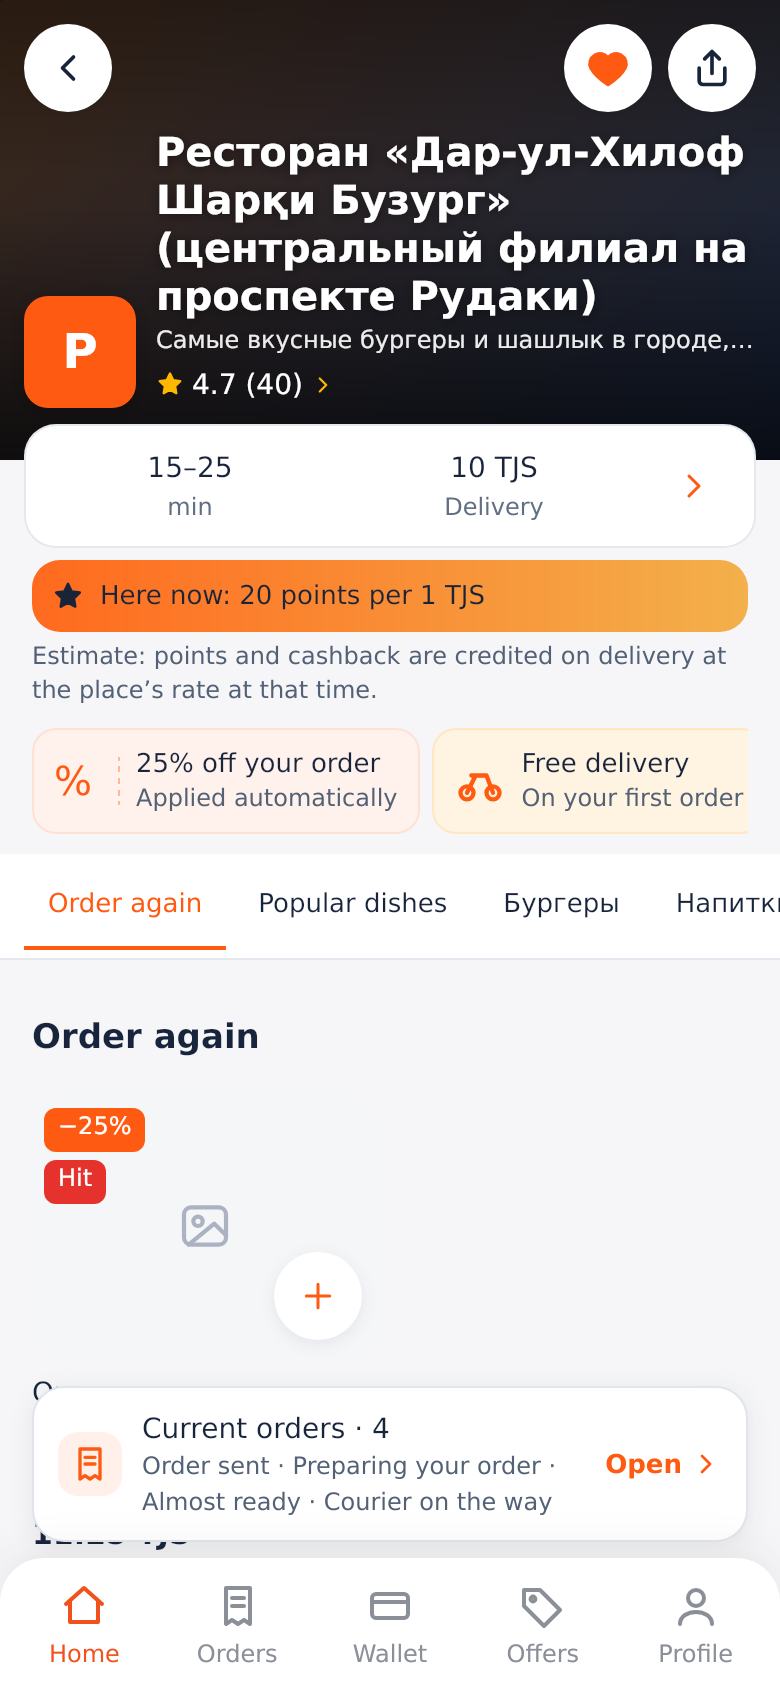 Ресторан «Дар-ул-Хилоф
Шарқи Бузург»
(центральный филиал на
проспекте Рудаки)
Р
Самые вкусные бургеры и шашлык в городе,…
4.7 (40)
15–25
min
10 TJS
Delivery
Here now: 20 points per 1 TJS
Estimate: points and cashback are credited on delivery at
the place’s rate at that time.
%
25% off your order
Applied automatically
Free delivery
On your first order
Order again
Popular dishes
Бургеры
Напитки
Order again
−25%
Hit
Current orders · 4
Order sent · Preparing your order ·
Almost ready · Courier on the way
Open
Home
Orders
Wallet
Offers
Profile